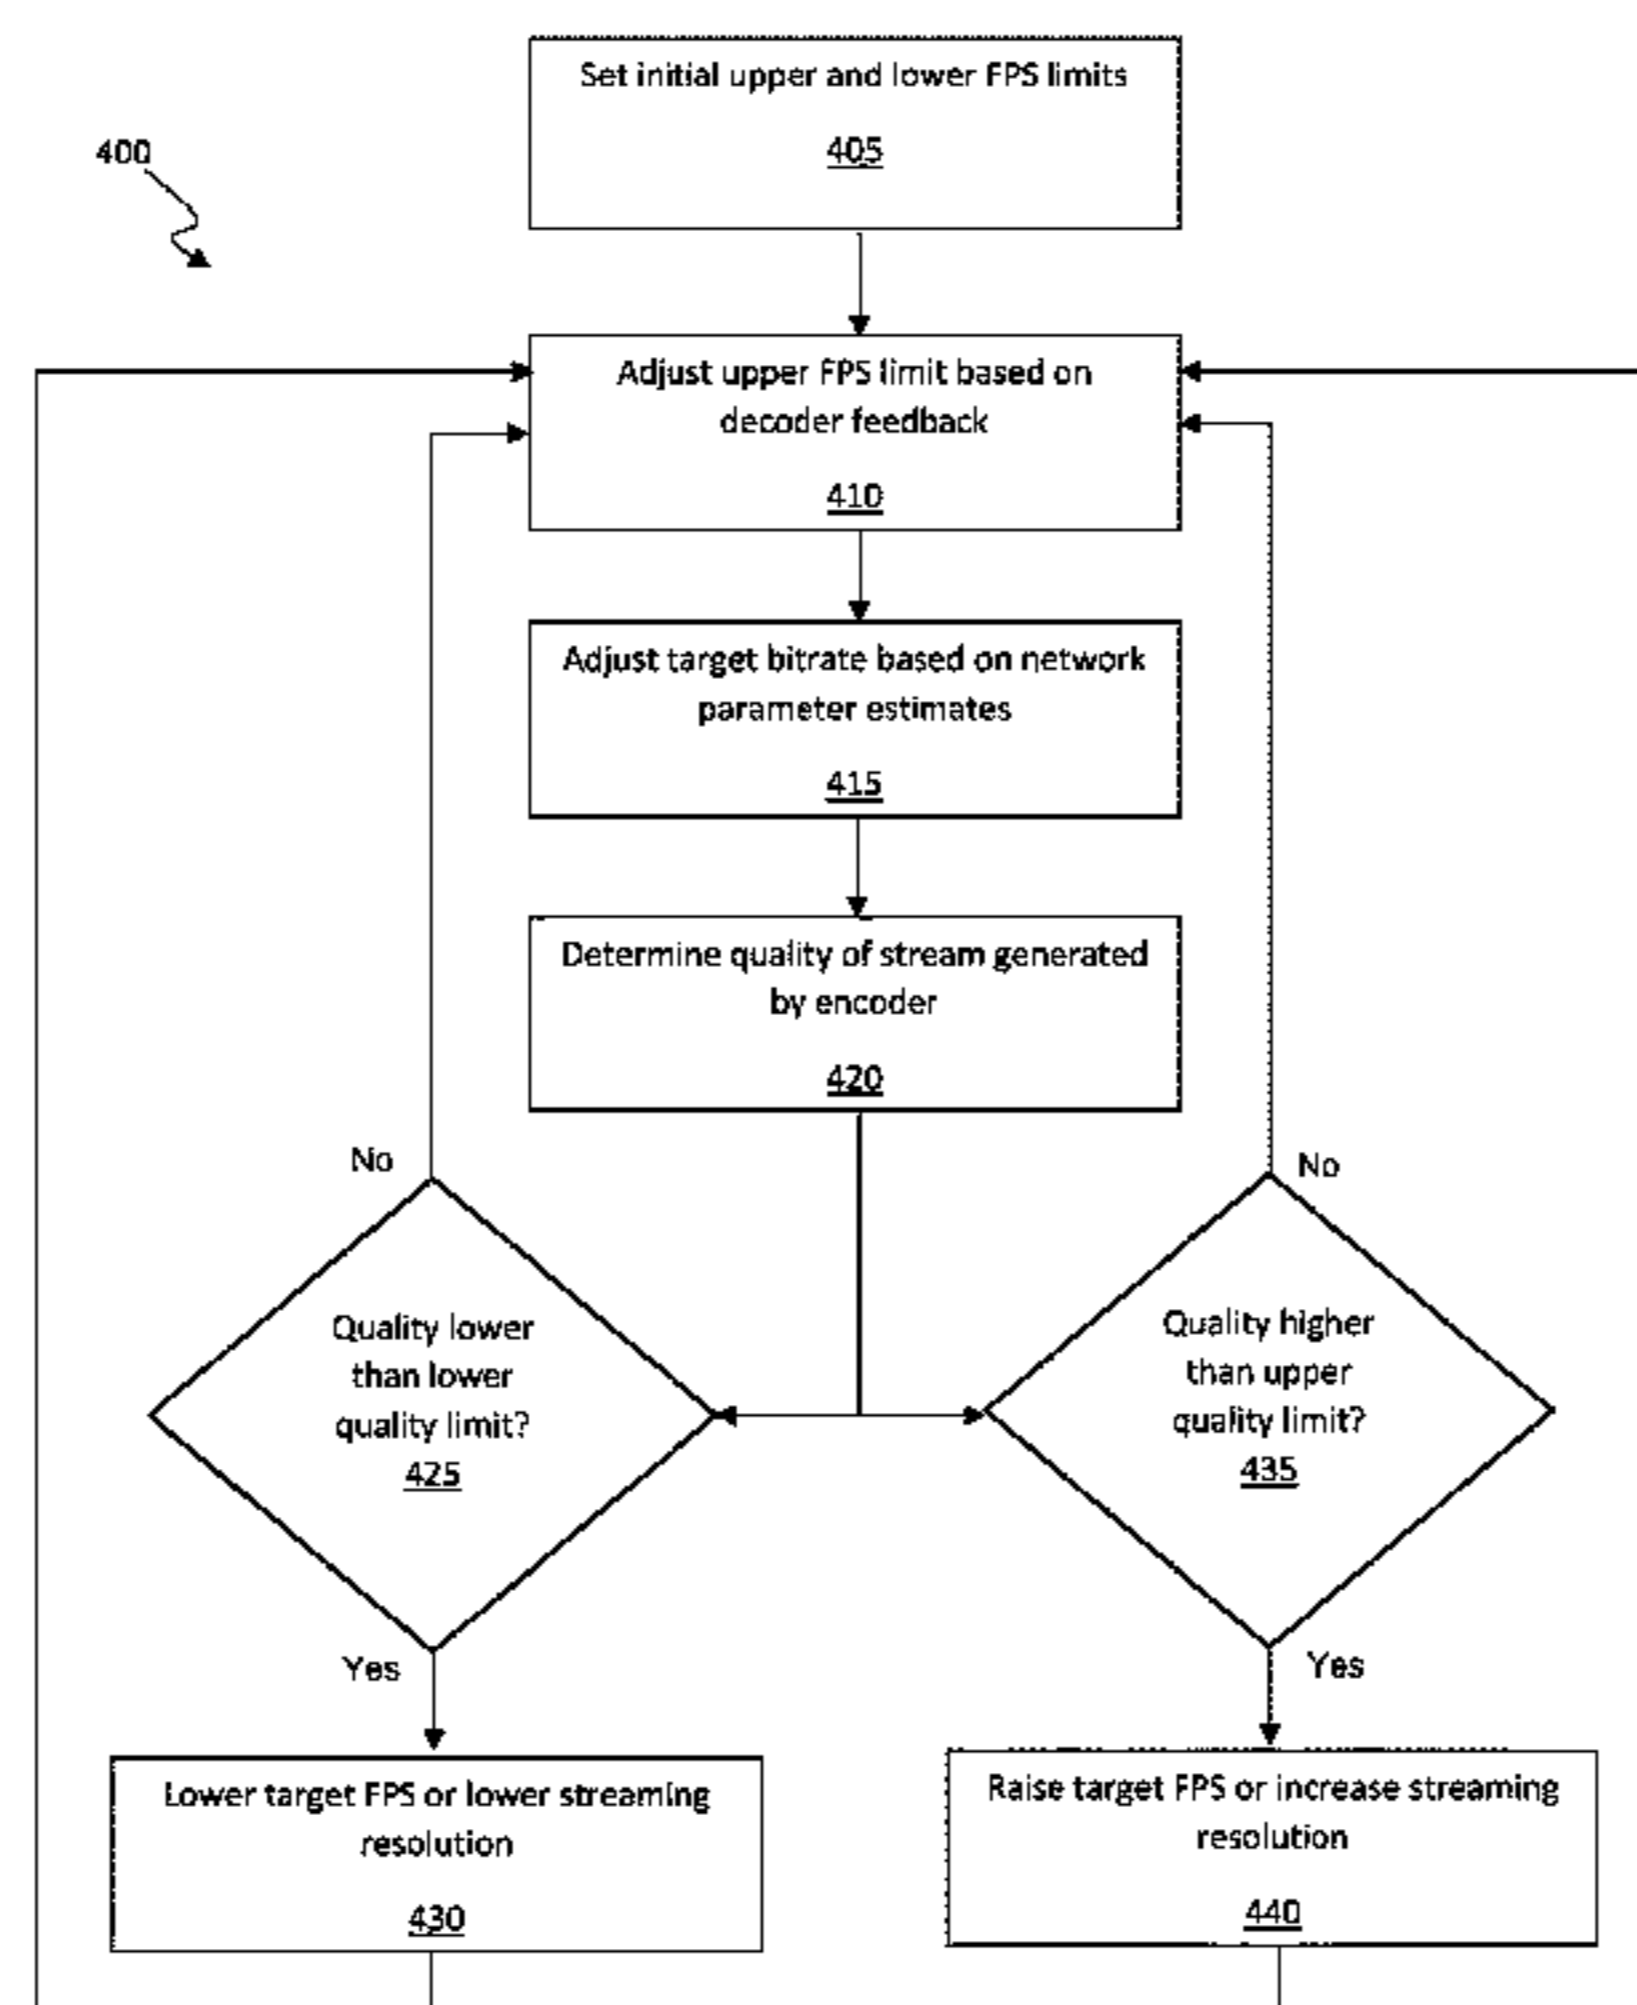 Set initial upper and lower FPS limits
405
400
Adjust upper FPS limit based on
decoder feedback
410
Adjust target bitrate based on network
parameter estimates
415
Determine quality of stream generated
by encoder
420
No
No
Quality lower
than lower
quality limit?
425
Quality higher
than upper
quality limit?
435
Yes
Yes
Lower target FPS or lower streaming
resolution
430
Raise target FPS or increase streaming
resolution
440